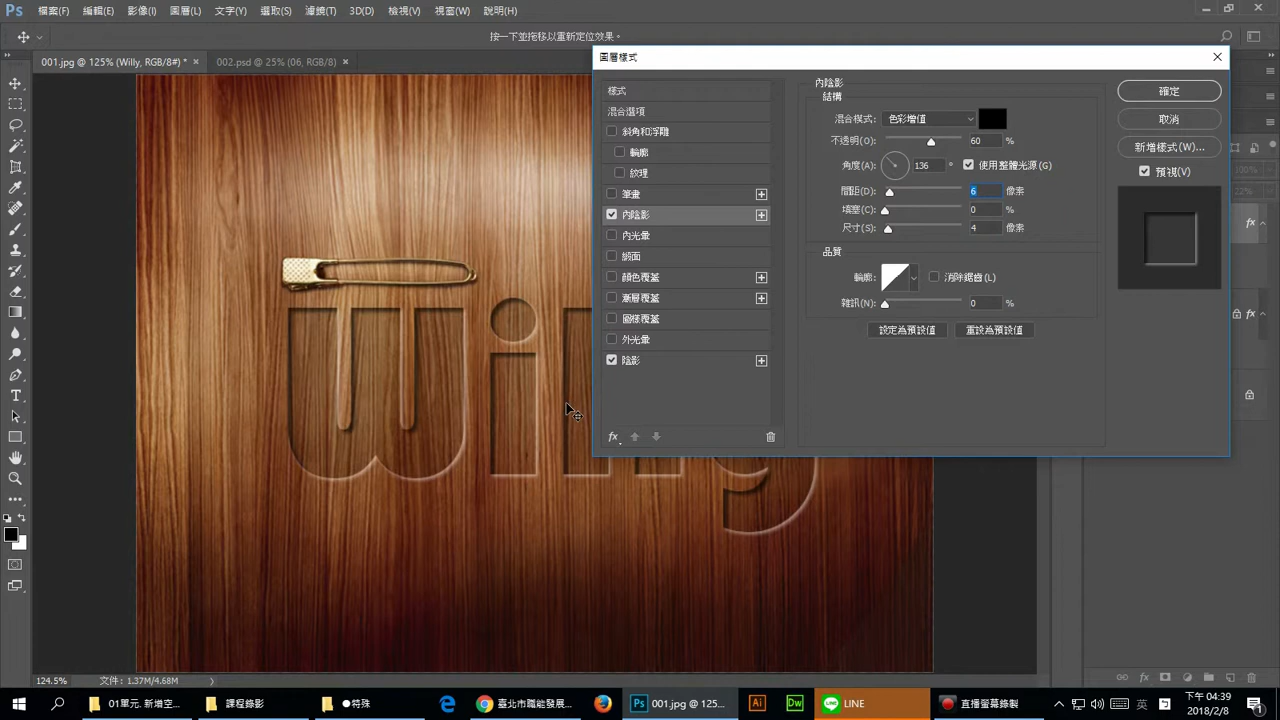 Ps 檔案(F) 編輯(E) 影像(I) 圖層(L) 文字(Y) 選取(S) 濾鏡(T) 3D(D) 檢視(V) 視窗(W) 說明(H)
按一下並拖移以重新定位效果。
001.jpg @ 125% (Willy, RGB/8#) *
002.psd @ 25% (06, RGB/8)
圖層樣式
樣式
混合選項
斜角和浮雕
輪廓
紋理
筆畫
內陰影
內光暈
緞面
顏色覆蓋
漸層覆蓋
圖樣覆蓋
外光暈
陰影
fx
內陰影
結構
混合模式: 色彩增值
不透明(O): 60 %
角度(A): 136 ° 使用整體光源(G)
間距(D): 6 像素
填塞(C): 0 %
尺寸(S): 4 像素
品質
輪廓: 消除鋸齒(L)
雜訊(N): 0 %
設定為預設值 重設為預設值
確定
取消
新增樣式(W)...
預視(V)
fx
fx
124.5% 文件: 1.37M/4.68M
fx
01單元. 新增空... 課程錄影 ●特殊 臺北市職能發展... Ps 001.jpg @ 125... Ai Dw LINE 直播螢幕錄製
下午 04:39
2018/2/8